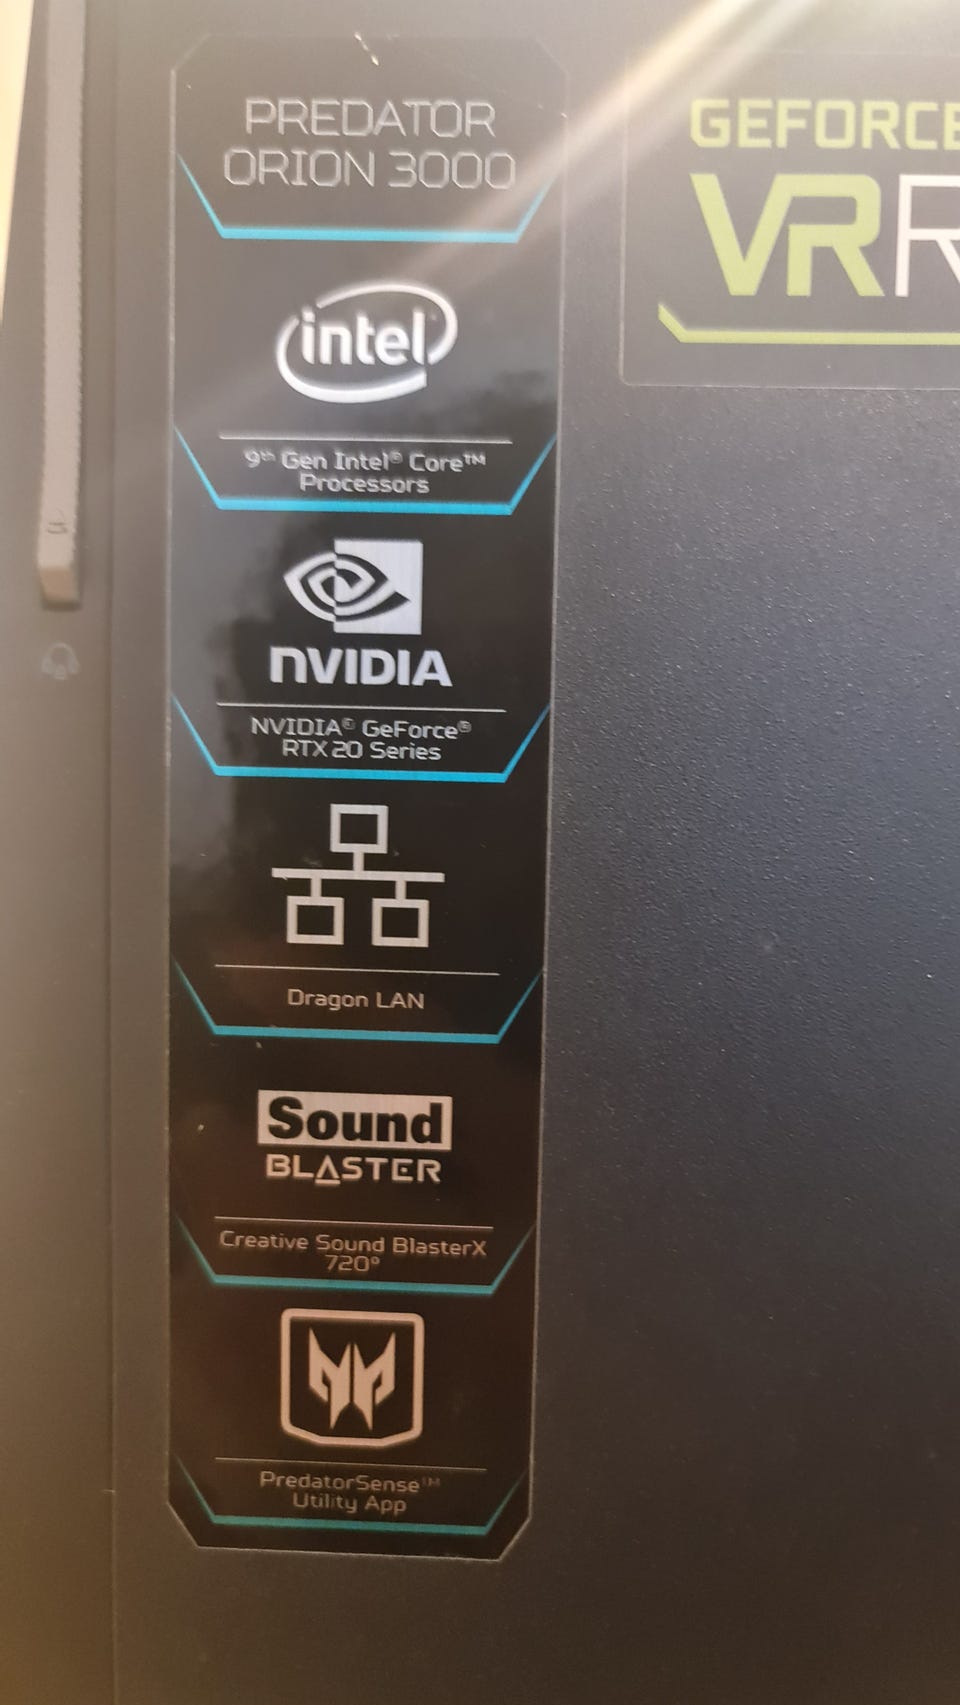 PREDATOR
ORION 3000
intel
9th Gen Intel® Core™
Processors
NVIDIA
NVIDIA® GeForce®
RTX 20 Series
Dragon LAN
Sound
BLASTER
Creative Sound BlasterX
720°
PredatorSense™
Utility App
GEFORCE
VR